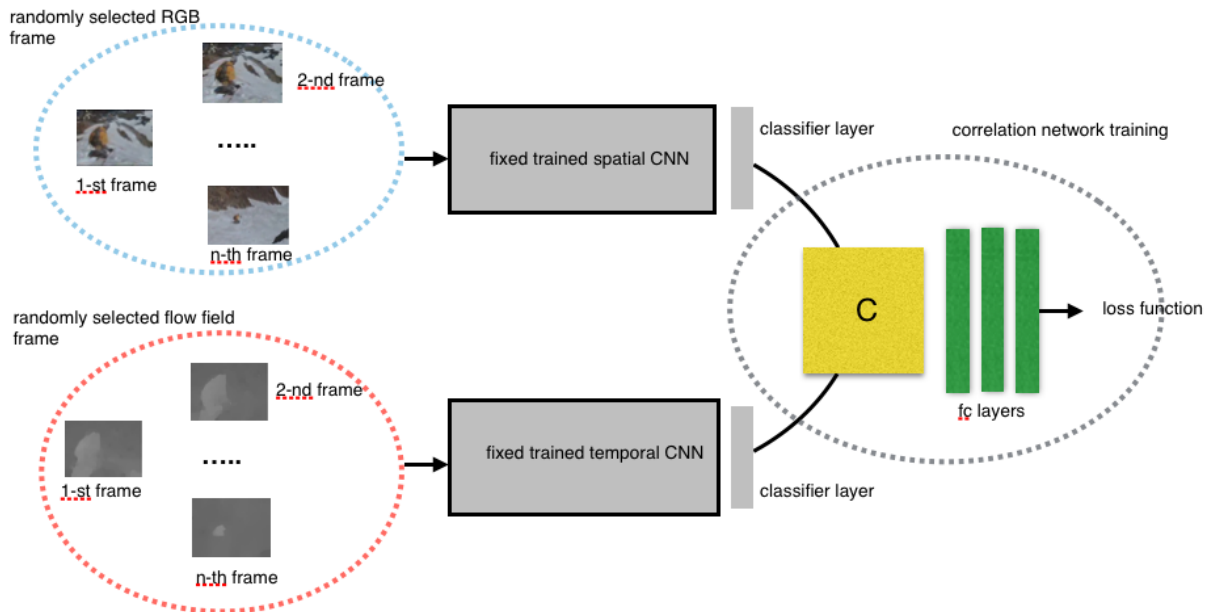 randomly selected RGB
frame
2-nd frame
.....
1-st frame
n-th frame
fixed trained spatial CNN
classifier layer
correlation network training
C
fc layers
loss function
randomly selected flow field
frame
2-nd frame
.....
1-st frame
n-th frame
fixed trained temporal CNN
classifier layer